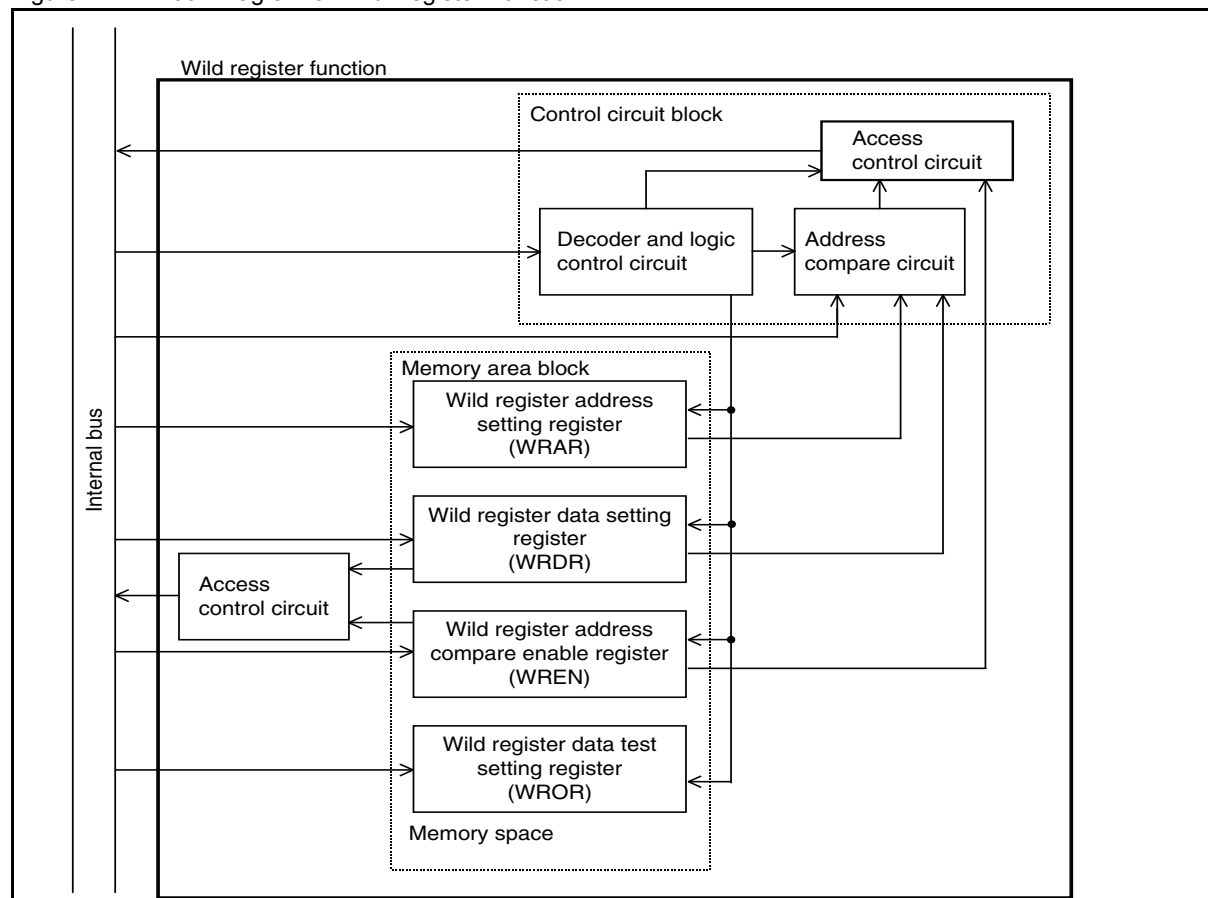 Wild register function
Control circuit block
Access
control circuit
Decoder and logic
control circuit
Address
compare circuit
Internal bus
Memory area block
Wild register address
setting register
(WRAR)
Wild register data setting
register
(WRDR)
Access
control circuit
Wild register address
compare enable register
(WREN)
Wild register data test
setting register
(WROR)
Memory space